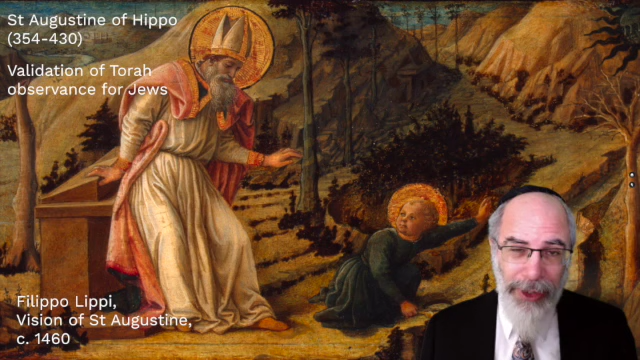 St Augustine of Hippo
(354-430)
Validation of Torah
observance for Jews
Filippo Lippi,
Vision of St Augustine,
c. 1460